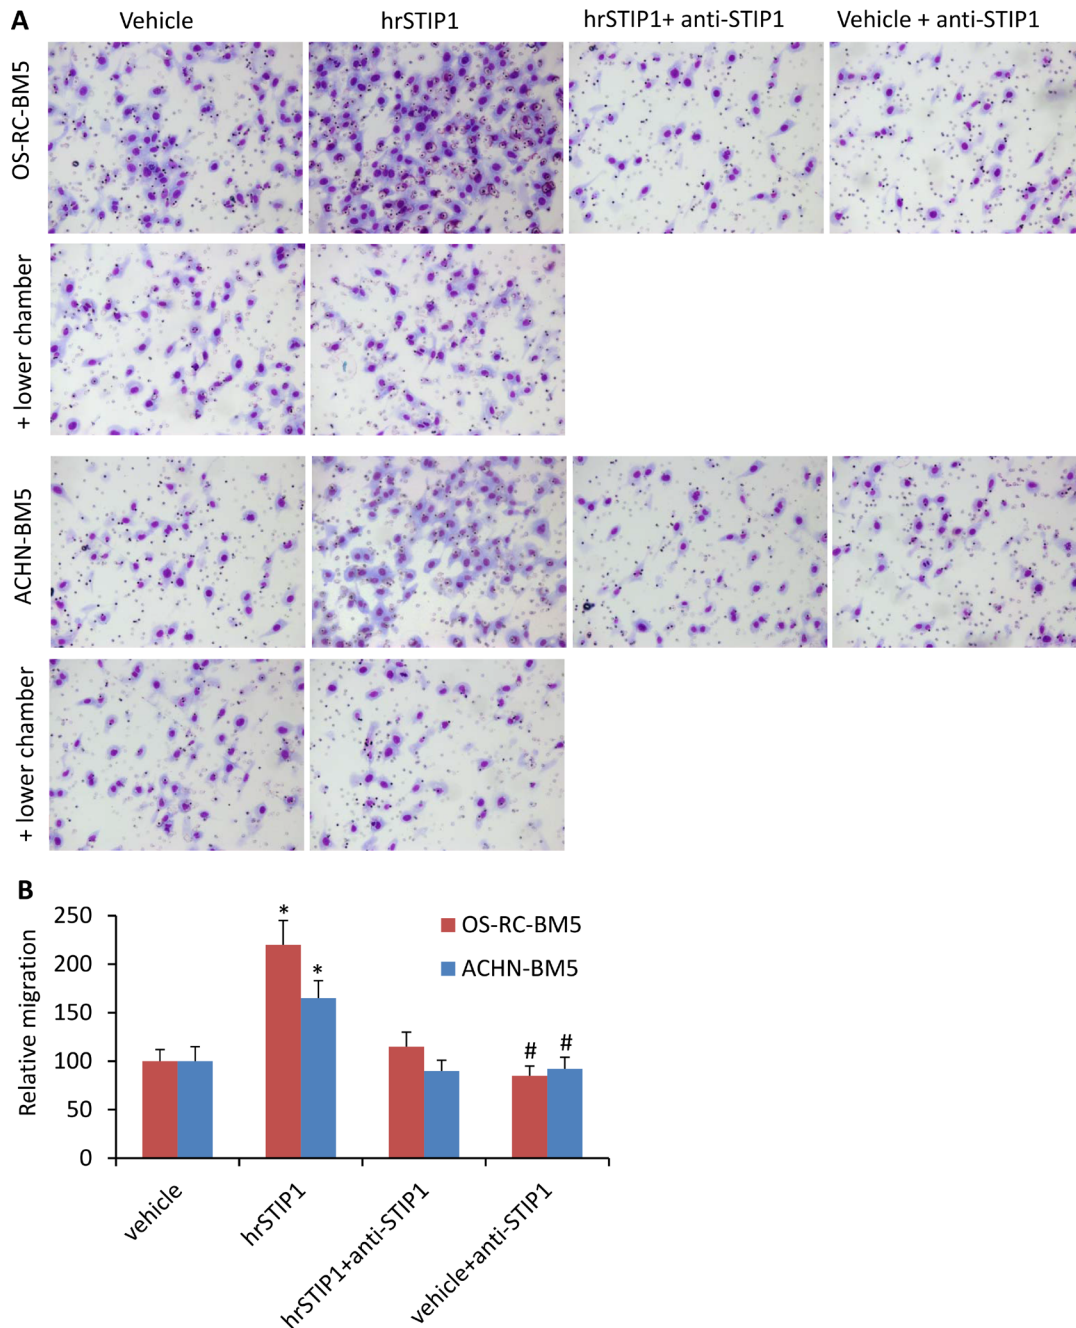 A
Vehicle
hrSTIP1
hrSTIP1+ anti-STIP1
Vehicle + anti-STIP1
OS-RC-BM5
+ lower chamber
ACHN-BM5
+ lower chamber
B
Relative migration
250
200
150
100
50
0
*
*
#
#
OS-RC-BM5
ACHN-BM5
vehicle
hrSTIP1
hrSTIP1+anti-STIP1
vehicle+anti-STIP1